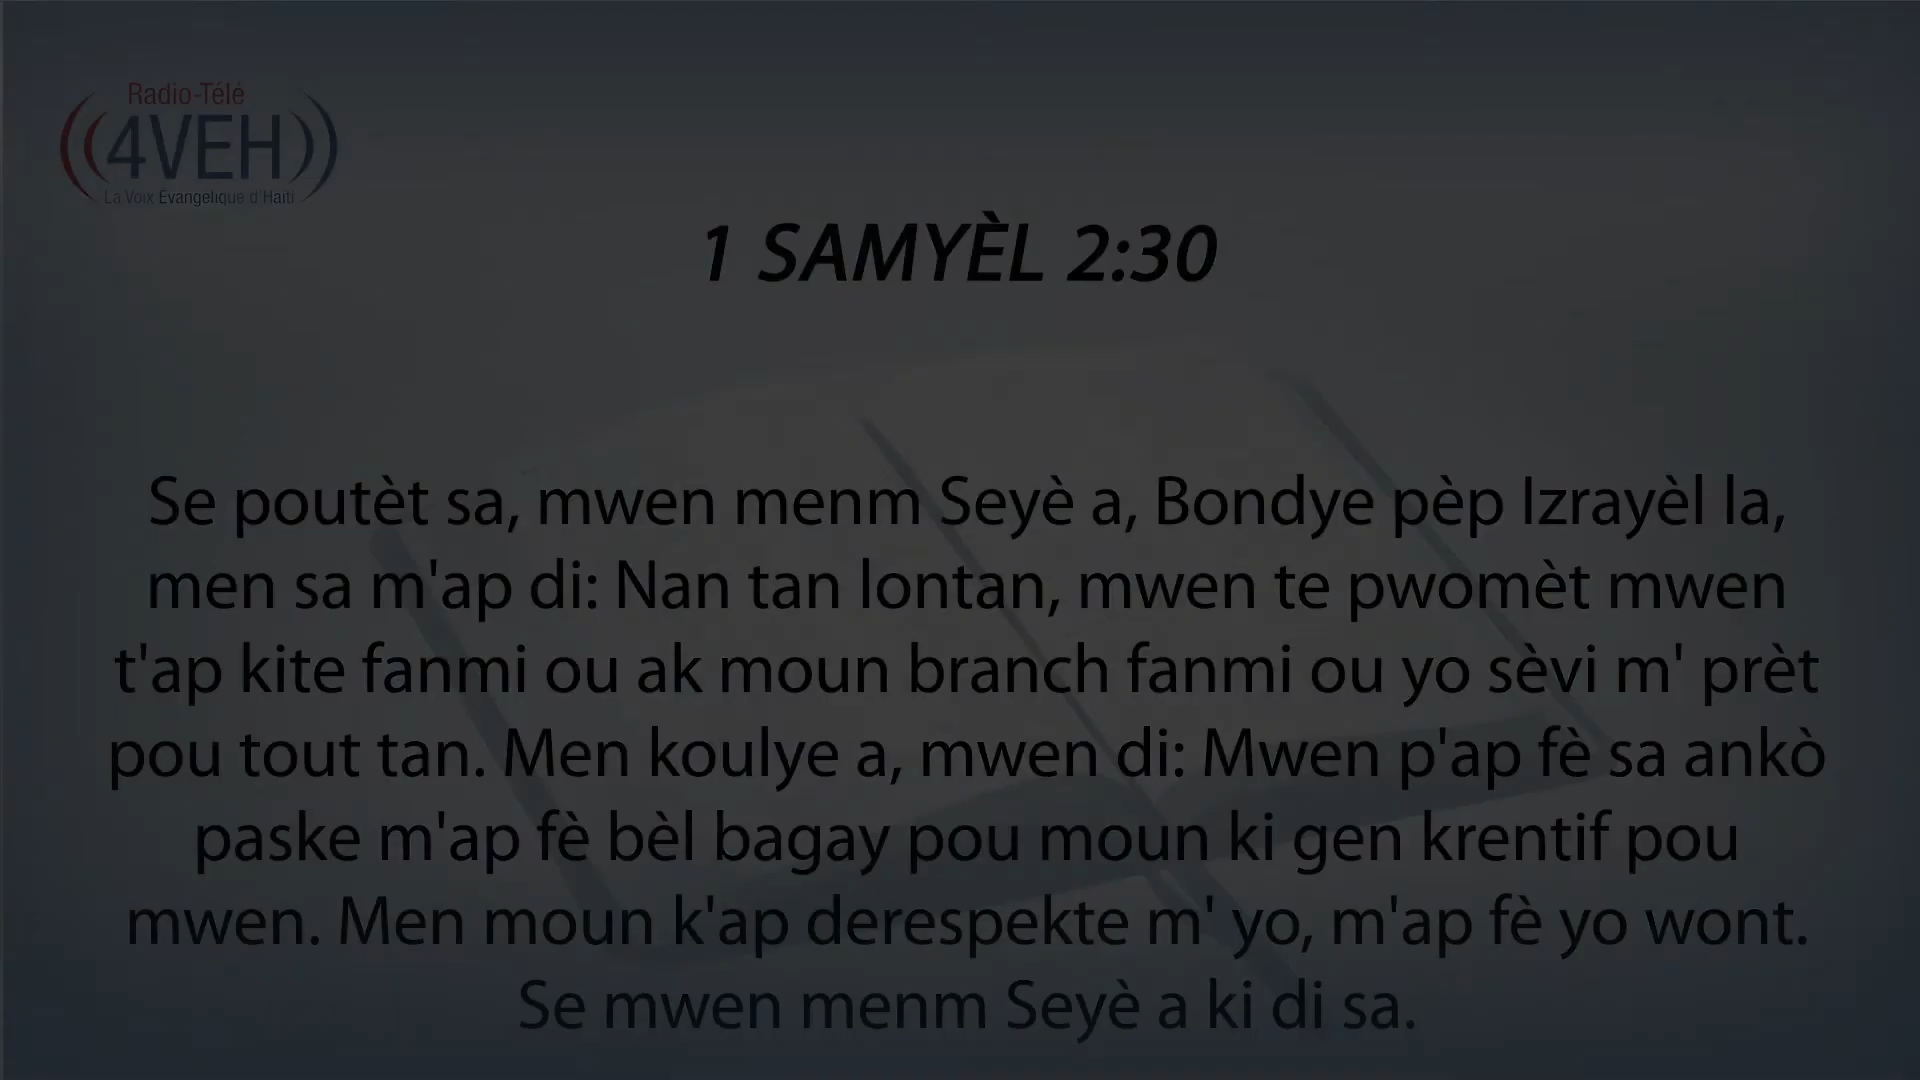 Radio-Télé
4VEH
La Voix Evangelique d'Haiti
1 SAMYÈL 2:30
Se poutèt sa, mwen menm Seyè a, Bondye pèp Izrayèl la,
men sa m'ap di: Nan tan lontan, mwen te pwomèt mwen
t'ap kite fanmi ou ak moun branch fanmi ou yo sèvi m' prèt
pou tout tan. Men koulye a, mwen di: Mwen p'ap fè sa ankò
paske m'ap fè bèl bagay pou moun ki gen krentif pou
mwen. Men moun k'ap derespekte m' yo, m'ap fè yo wont.
Se mwen menm Seyè a ki di sa.